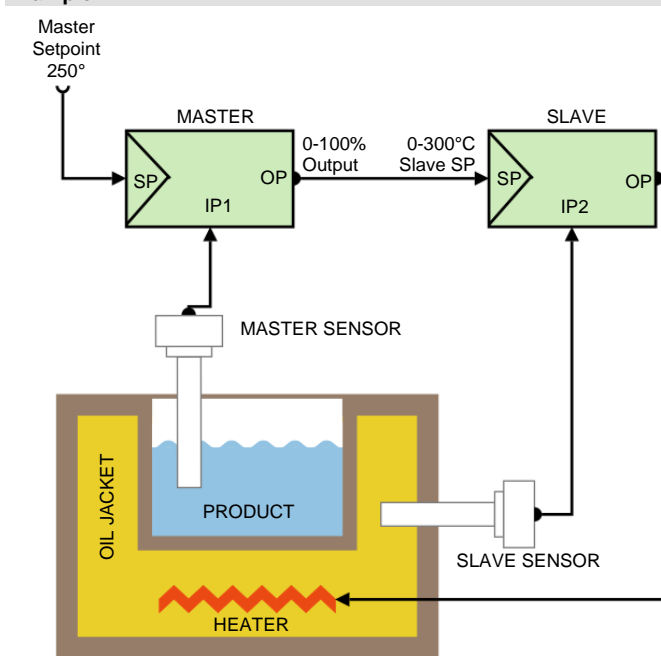 Master
Setpoint
250°
MASTER
SLAVE
SP
OP
IP1
0-100%
Output
0-300°C
Slave SP
SP
OP
IP2
MASTER SENSOR
OIL JACKET
PRODUCT
SLAVE SENSOR
HEATER